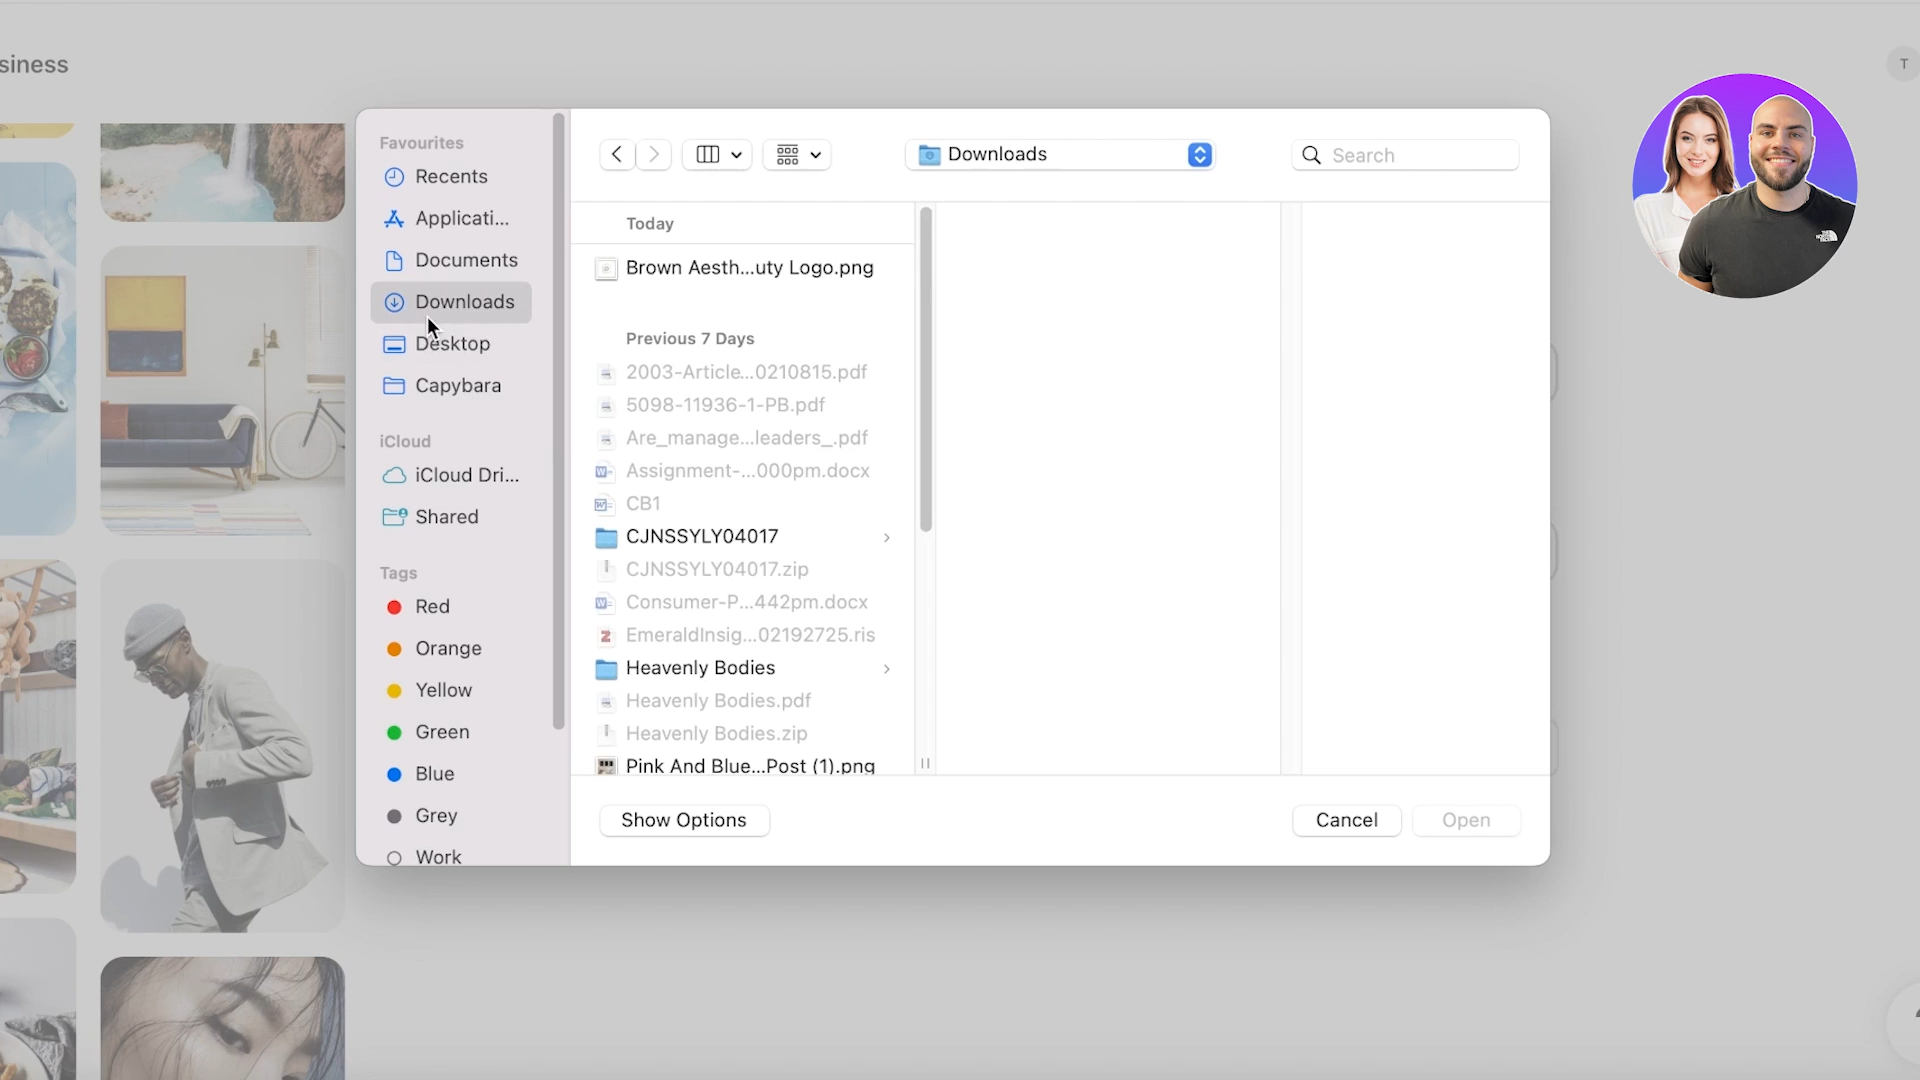 siness
T
Favourites
Recents
Applicati...
Documents
Downloads
Desktop
Capybara
iCloud
iCloud Dri...
Shared
Tags
Red
Orange
Yellow
Green
Blue
Grey
Work
Downloads
Search
Today
Brown Aesth...uty Logo.png
Previous 7 Days
2003-Article...0210815.pdf
5098-11936-1-PB.pdf
Are_manage...leaders_.pdf
Assignment-...000pm.docx
CB1
CJNSSYLY04017
CJNSSYLY04017.zip
Consumer-P...442pm.docx
EmeraldInsig...02192725.ris
Heavenly Bodies
Heavenly Bodies.pdf
Heavenly Bodies.zip
Pink And Blue...Post (1).png
Show Options
Cancel
Open